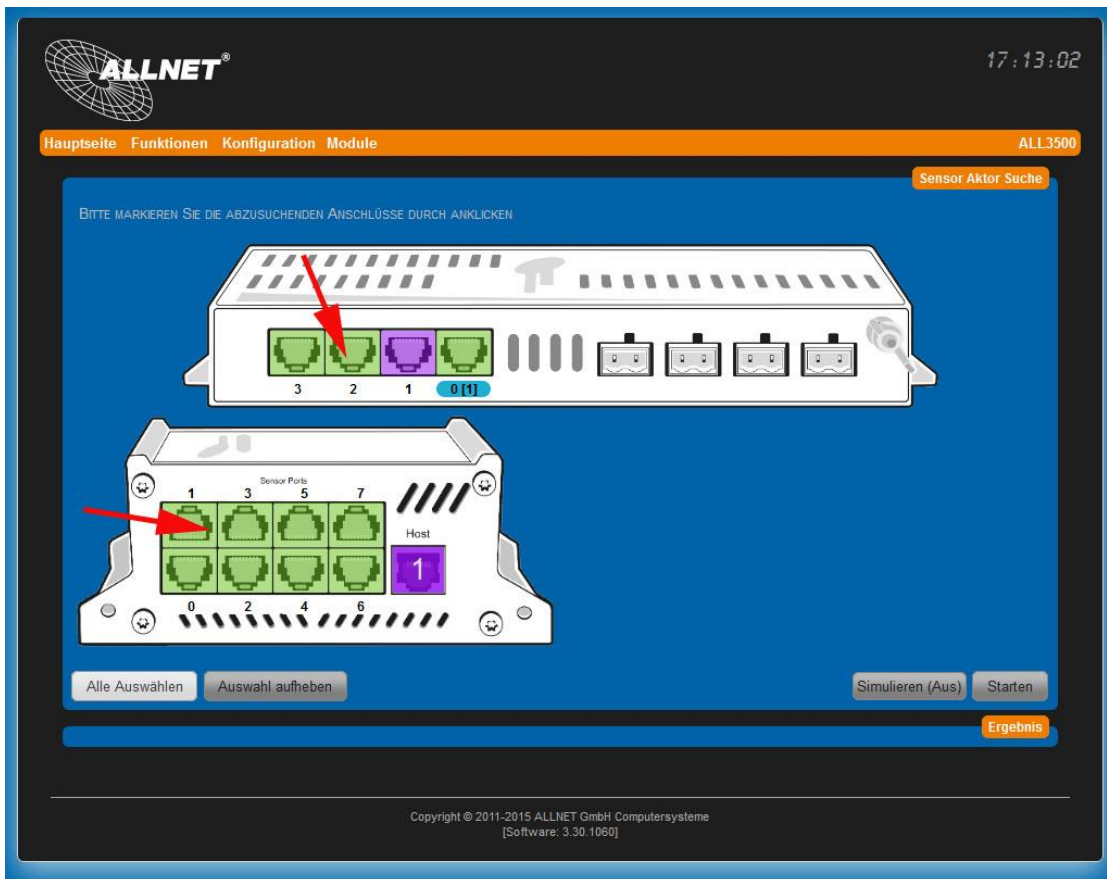 ALLNET®
17:13:02
Hauptseite Funktionen Konfiguration Module ALL3500
Sensor Aktor Suche
BITTE MARKIEREN SIE DIE ABZUSUCHENDEN ANSCHLÜSSE DURCH ANKLICKEN
3 2 1 0 [1]
Sensor Ports
1 3 5 7
Host
1
0 2 4 6
Alle Auswählen Auswahl aufheben Simulieren (Aus) Starten
Ergebnis
Copyright © 2011-2015 ALLNET GmbH Computersysteme
[Software: 3.30.1060]